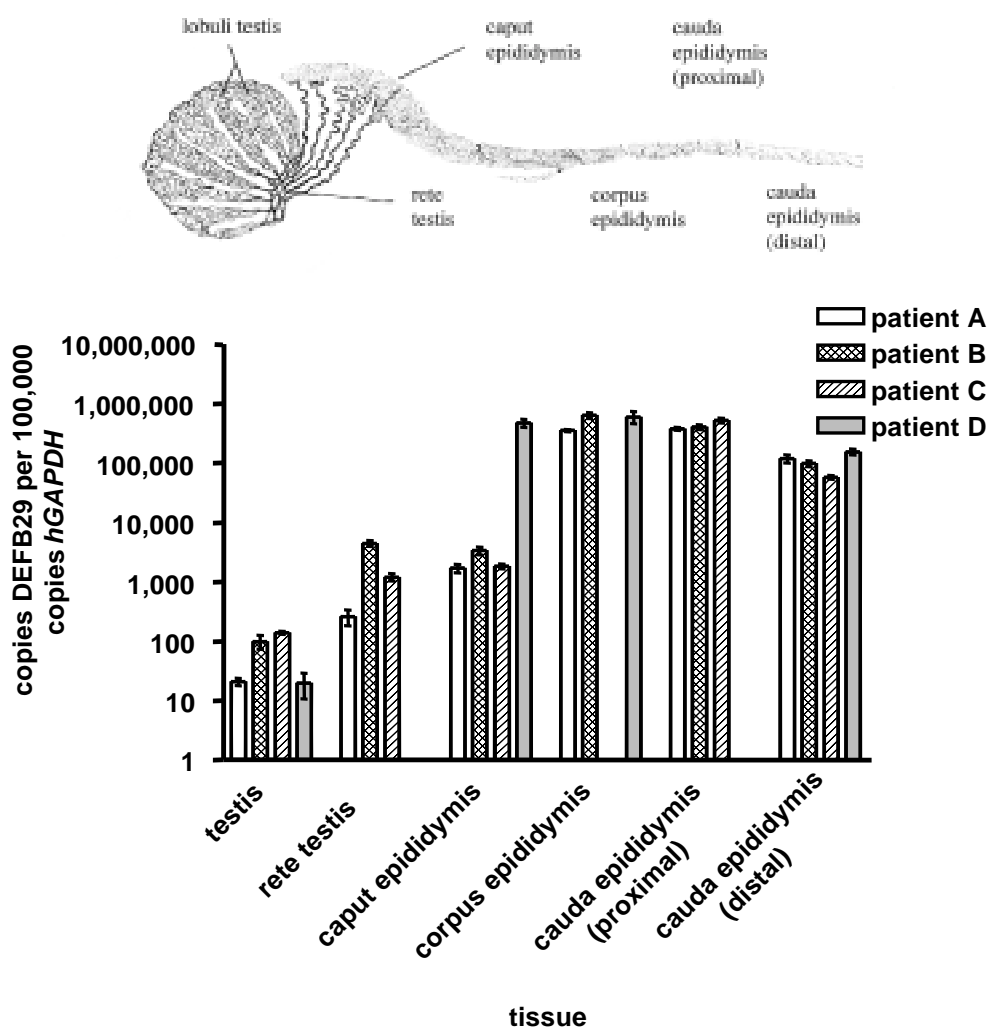 lobuli testis
caput
epididymis
cauda
epididymis
(proximal)
rete
testis
corpus
epididymis
cauda
epididymis
(distal)
patient A
patient B
patient C
patient D
copies DEFB29 per 100,000
copies hGAPDH
10,000,000
1,000,000
100,000
10,000
1,000
100
10
1
testis
rete testis
caput epididymis
corpus epididymis
cauda epididymis
(proximal)
cauda epididymis
(distal)
tissue